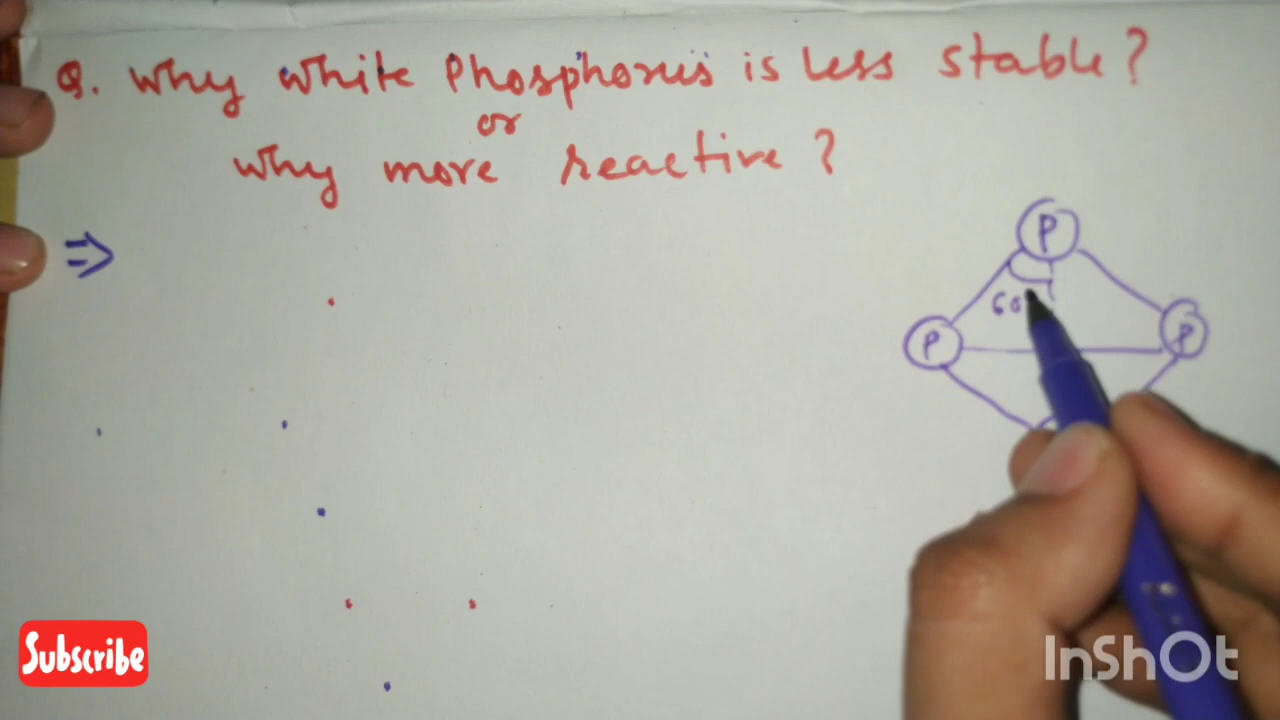 Q. Why white Phosphorus is less stable?
or
why more reactive?
⇒
P
60
P
P
Subscribe
InShOt